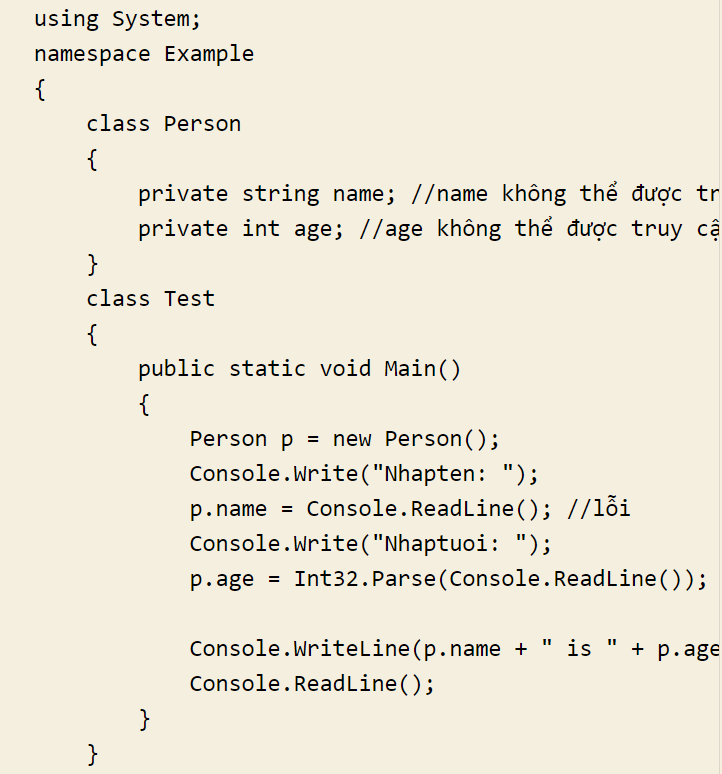 using System;
namespace Example
{
class Person
{
private string name; //name không thể được
private int age; //age không thể được truy
}
class Test
{
public static void Main()
{
Person p = new Person();
Console.Write("Nhapten: ");
p.name = Console.ReadLine(); //lỗi
Console.Write("Nhaptuoi: ");
p.age = Int32.Parse(Console.ReadLine());
Console.WriteLine(p.name + " is " + p.age
Console.ReadLine();
}
}